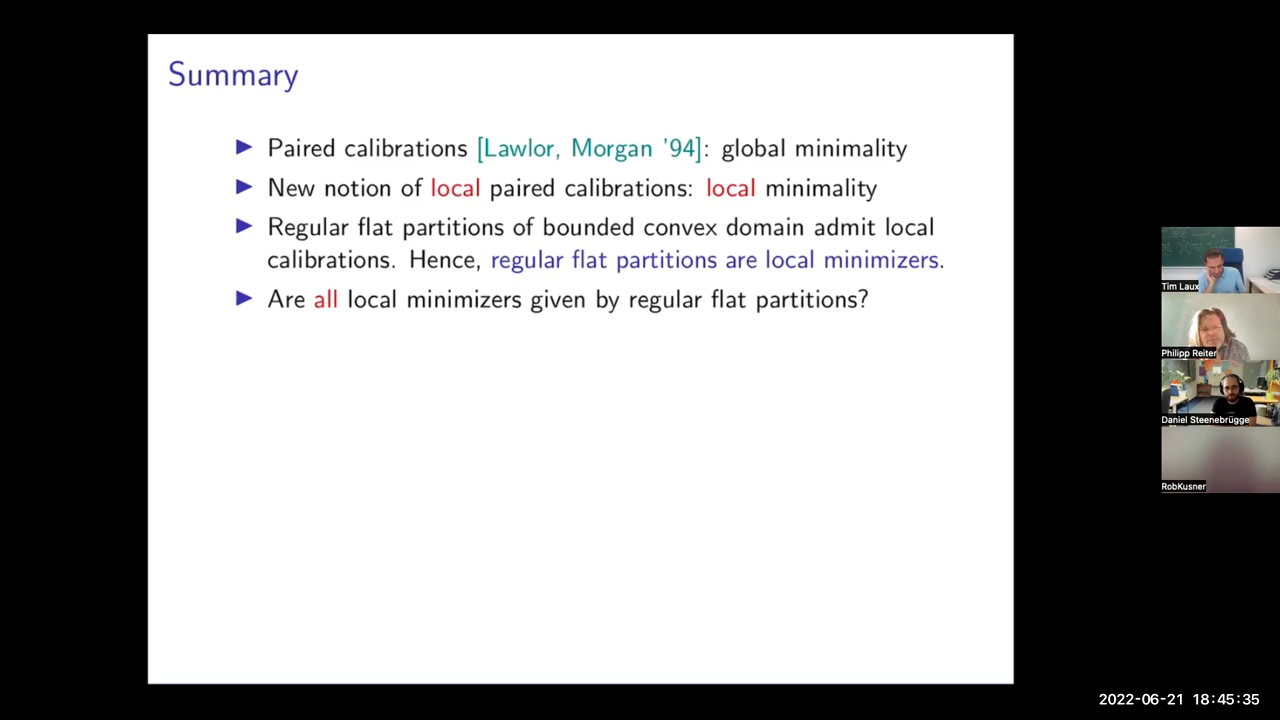 Summary
▶ Paired calibrations [Lawlor, Morgan '94]: global minimality
▶ New notion of local paired calibrations: local minimality
▶ Regular flat partitions of bounded convex domain admit local
calibrations. Hence, regular flat partitions are local minimizers.
▶ Are all local minimizers given by regular flat partitions?
Tim Laux
Philipp Reiter
Daniel Steenebrügge
RobKusner
2022-06-21 18:45:35